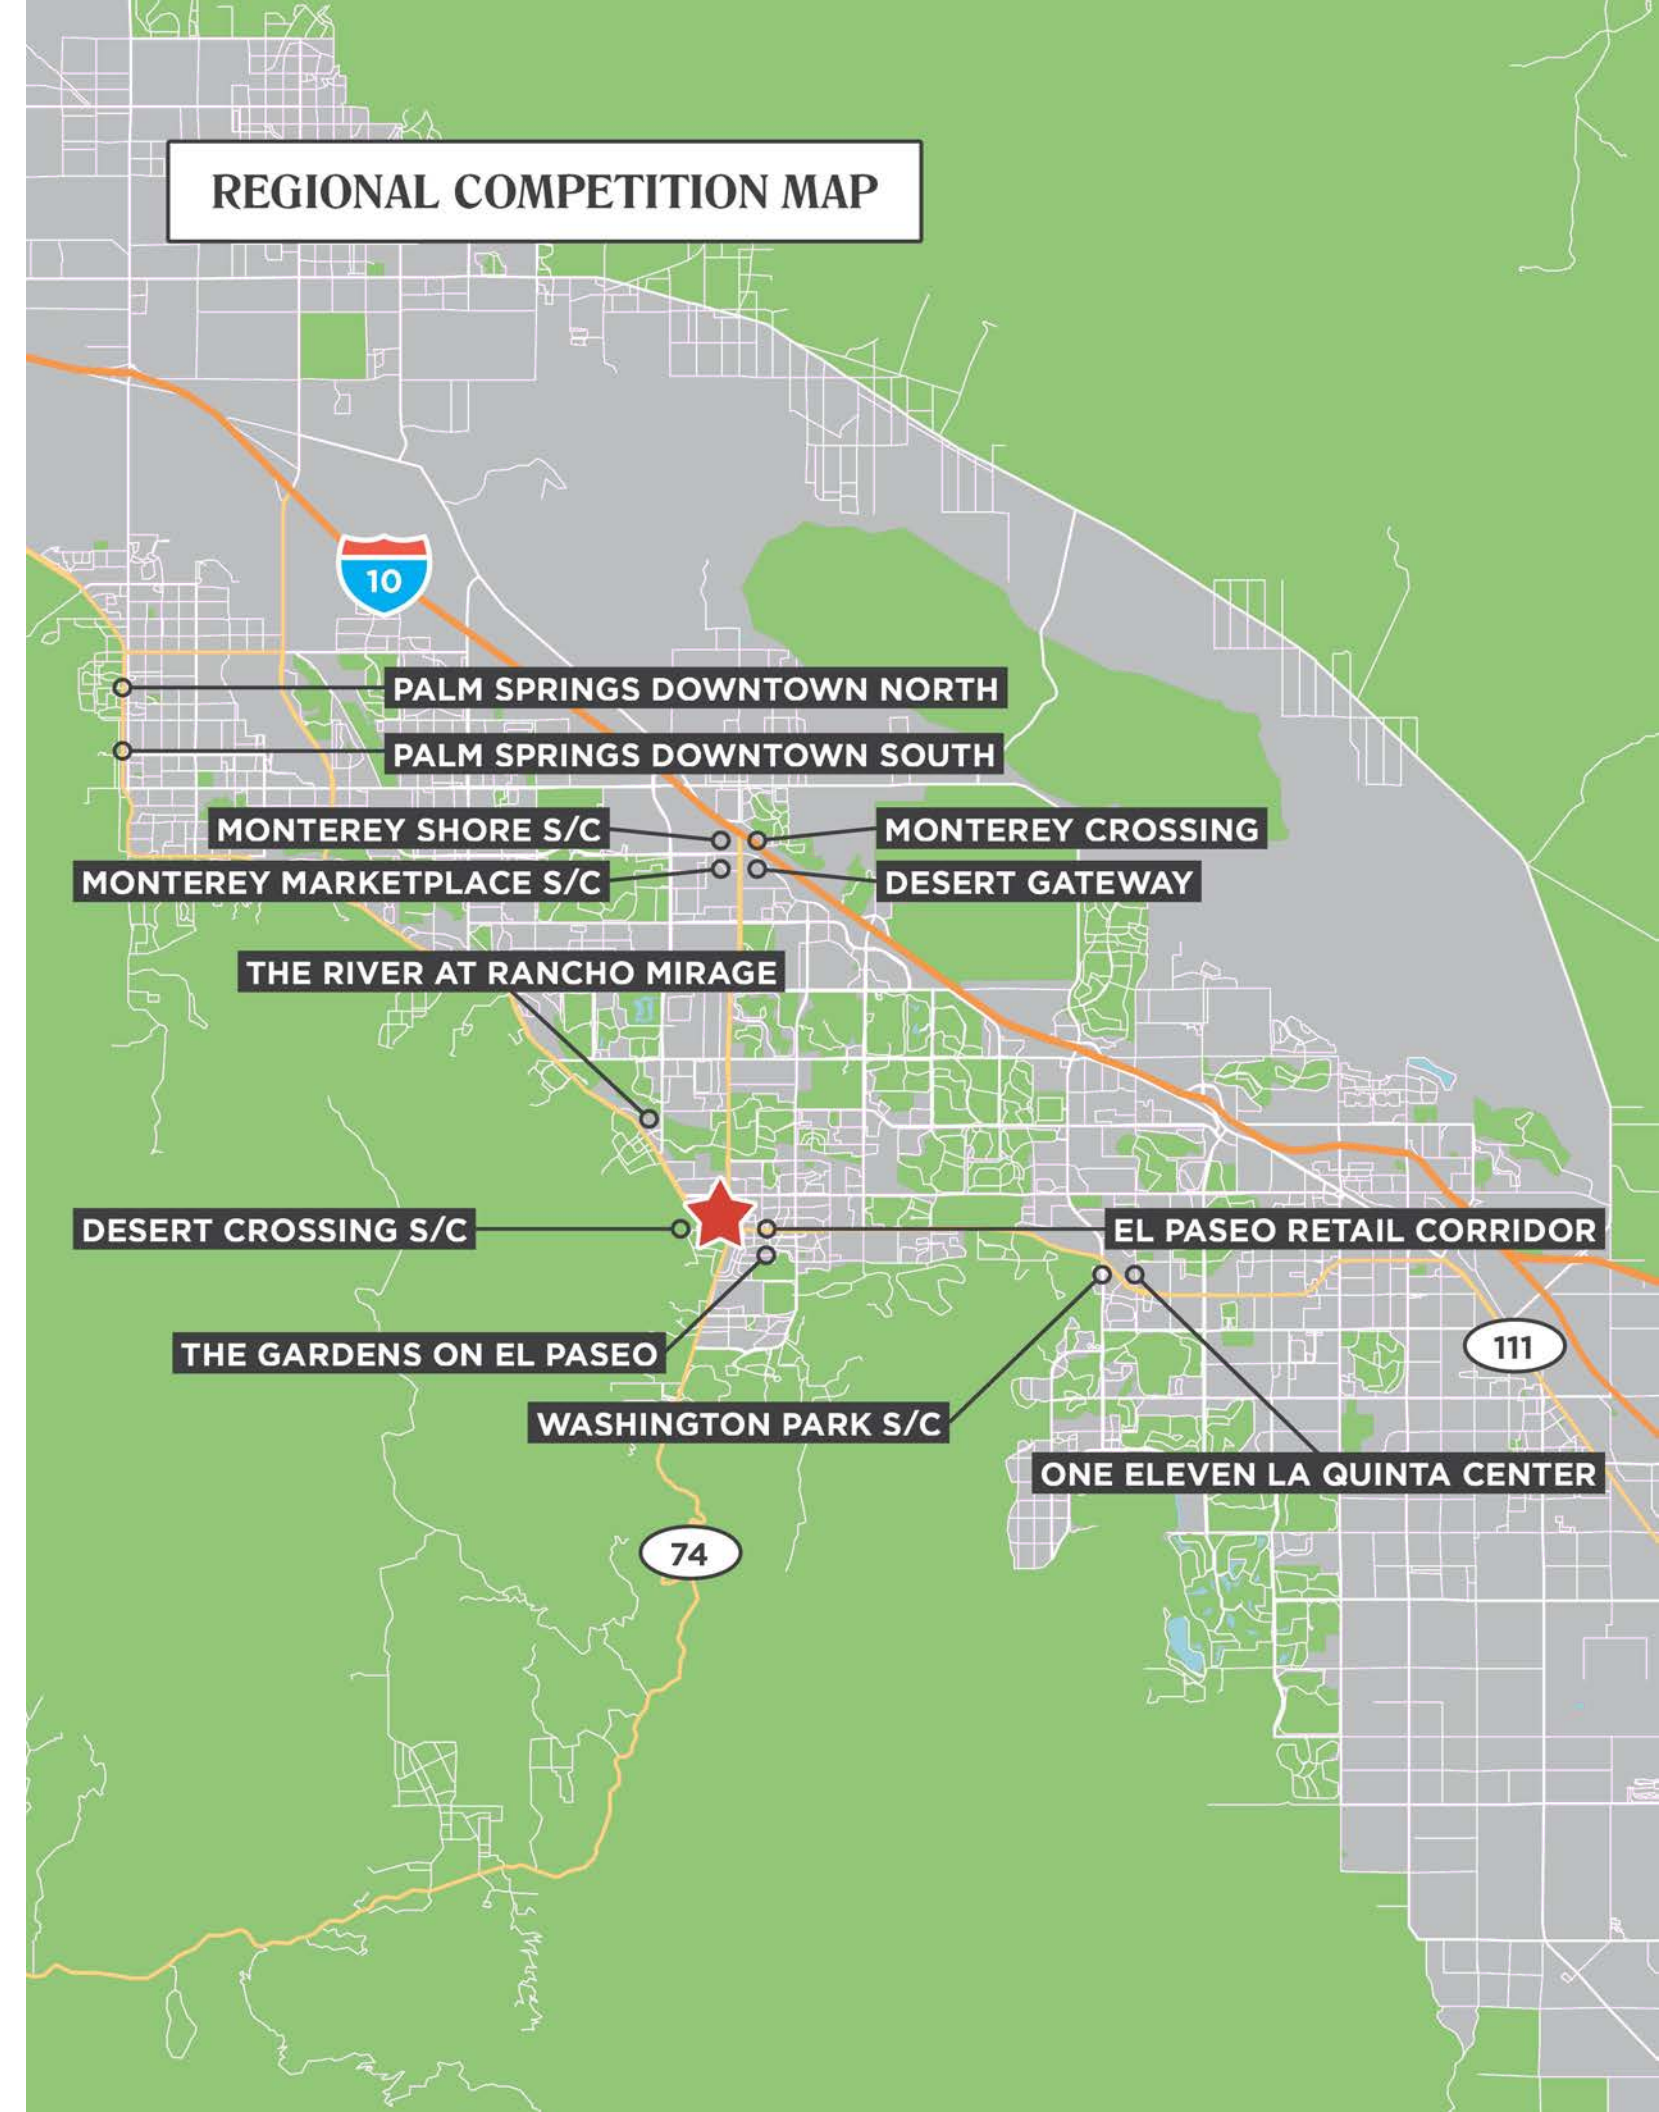 REGIONAL COMPETITION MAP
10
PALM SPRINGS DOWNTOWN NORTH
PALM SPRINGS DOWNTOWN SOUTH
MONTEREY SHORE S/C
MONTEREY CROSSING
MONTEREY MARKETPLACE S/C
DESERT GATEWAY
THE RIVER AT RANCHO MIRAGE
DESERT CROSSING S/C
EL PASEO RETAIL CORRIDOR
THE GARDENS ON EL PASEO
111
WASHINGTON PARK S/C
ONE ELEVEN LA QUINTA CENTER
74